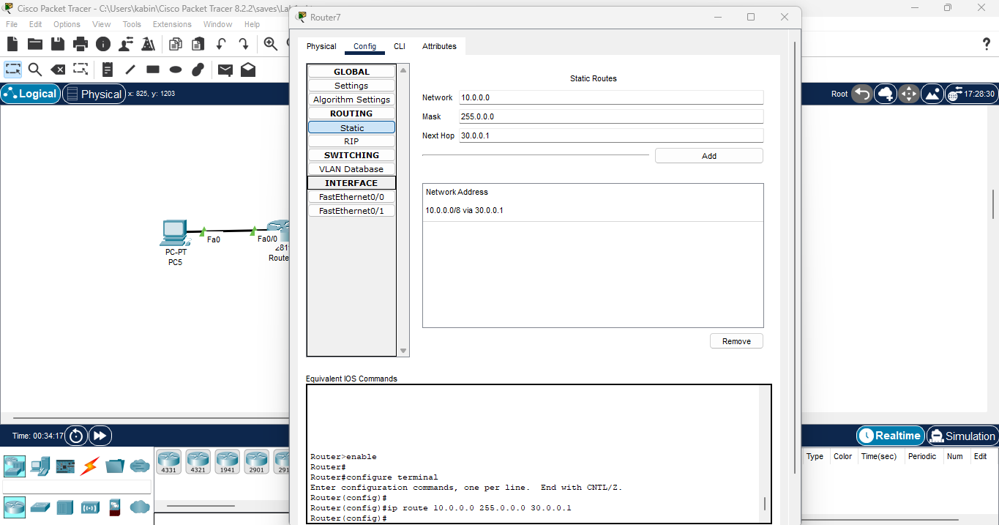 Cisco Packet Tracer - C:\Users\kabin\Cisco Packet Tracer 8.2.2\saves\La
File Edit Options View Tools Extensions Window Help
Logical Physical x: 825, y: 1203
Root 17:28:30
PC-PT
PC5
Fa0
Fa0/0
281
Route
Router7
Physical Config CLI Attributes
GLOBAL
Settings
Algorithm Settings
ROUTING
Static
RIP
SWITCHING
VLAN Database
INTERFACE
FastEthernet0/0
FastEthernet0/1
Static Routes
Network 10.0.0.0
Mask 255.0.0.0
Next Hop 30.0.0.1
Add
Network Address
10.0.0.0/8 via 30.0.0.1
Remove
Equivalent IOS Commands
Router>enable
Router#
Router#configure terminal
Enter configuration commands, one per line. End with CNTL/Z.
Router(config)#
Router(config)#ip route 10.0.0.0 255.0.0.0 30.0.0.1
Router(config)#
Time: 00:34:17
Realtime Simulation
4331 4321 1941 2901 291
Type Color Time(sec) Periodic Num Edit